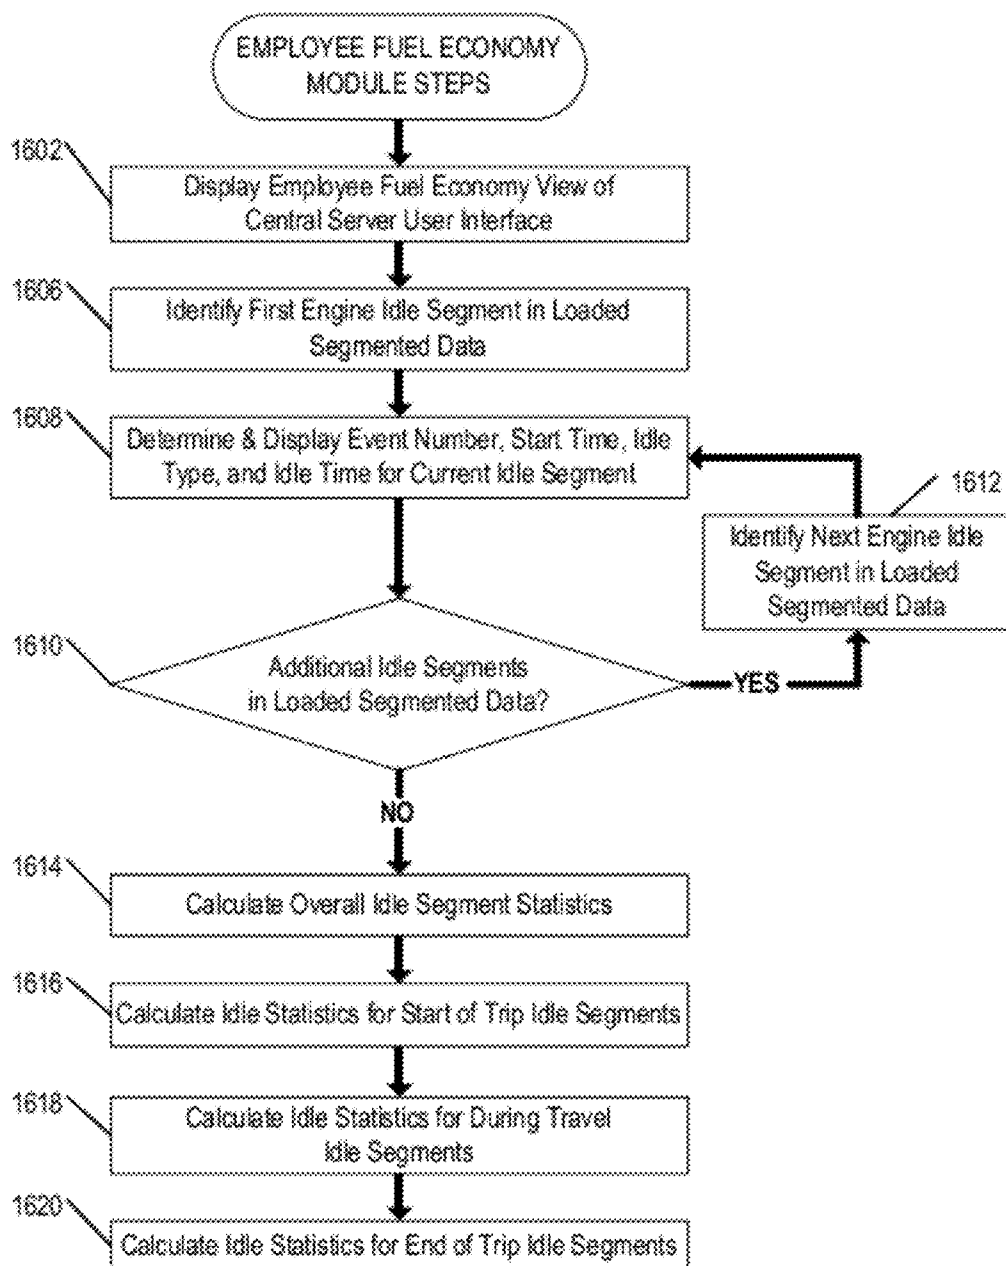 EMPLOYEE FUEL ECONOMY
MODULE STEPS
1602
Display Employee Fuel Economy View of
Central Server User Interface
1606
Identify First Engine Idle Segment in Loaded
Segmented Data
1608
Determine & Display Event Number, Start Time, Idle
Type, and Idle Time for Current Idle Segment
1612
Identify Next Engine Idle
Segment in Loaded
Segmented Data
1610
Additional Idle Segments
in Loaded Segmented Data?
YES
NO
1614
Calculate Overall Idle Segment Statistics
1616
Calculate Idle Statistics for Start of Trip Idle Segments
1618
Calculate Idle Statistics for During Travel
Idle Segments
1620
Calculate Idle Statistics for End of Trip Idle Segments